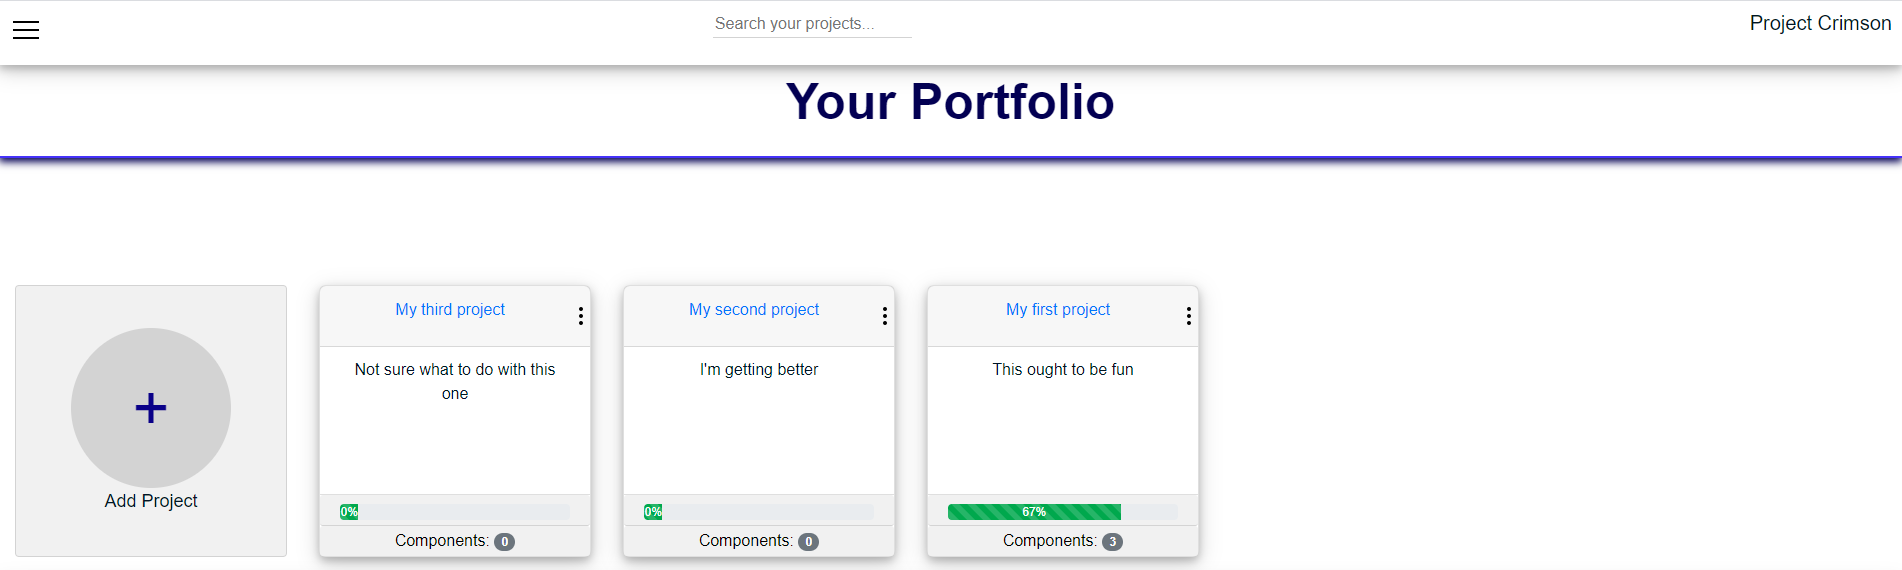 Search your projects...
Project Crimson
Your Portfolio
+
Add Project
My third project
Not sure what to do with this
one
0%
Components: 0
My second project
I'm getting better
0%
Components: 0
My first project
This ought to be fun
67%
Components: 3